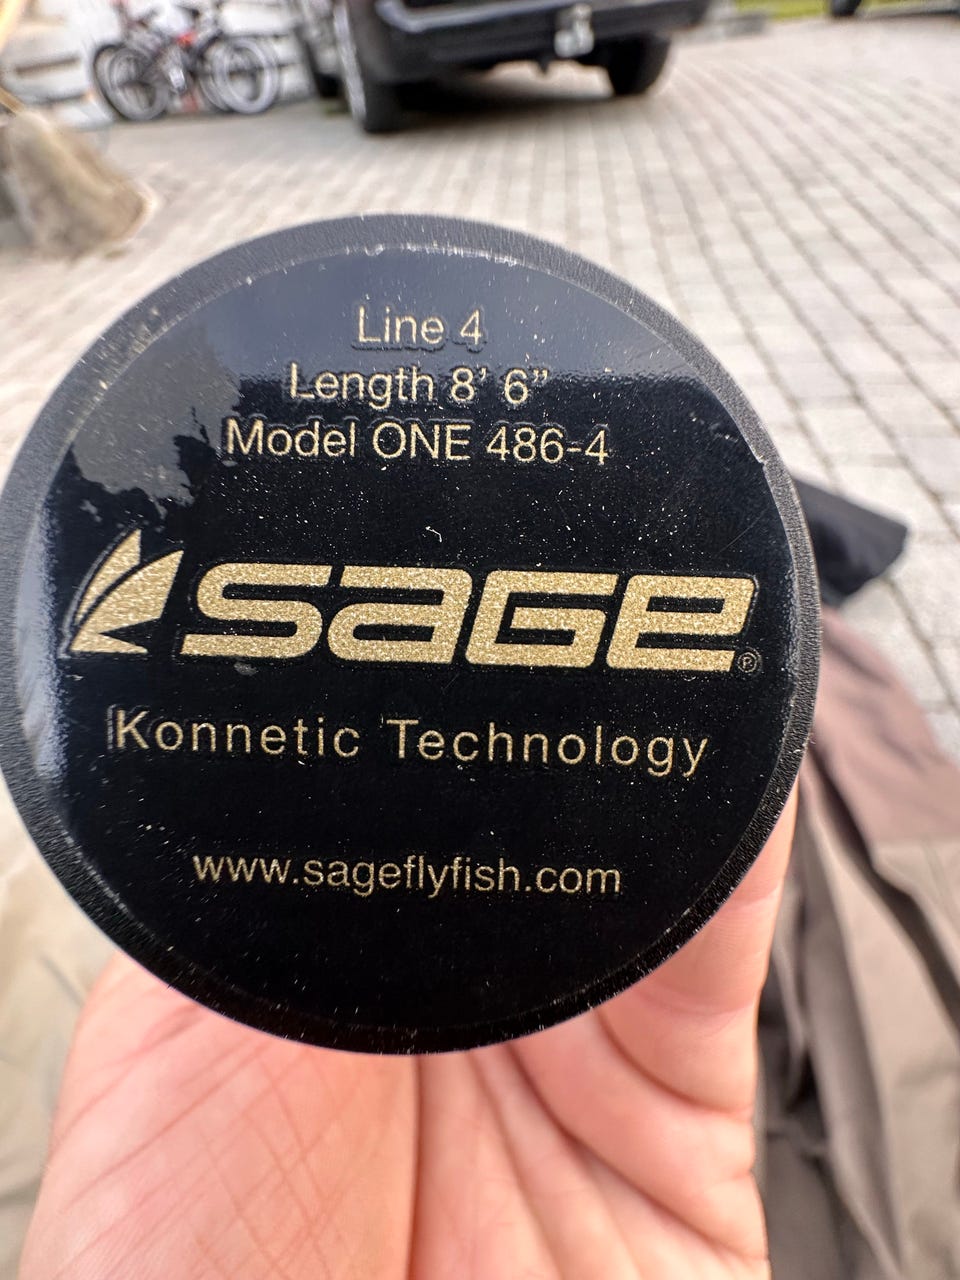 Line 4
Length 8' 6”
Model ONE 486-4
SaGe®
Konnetic Technology
www.sageflyfish.com